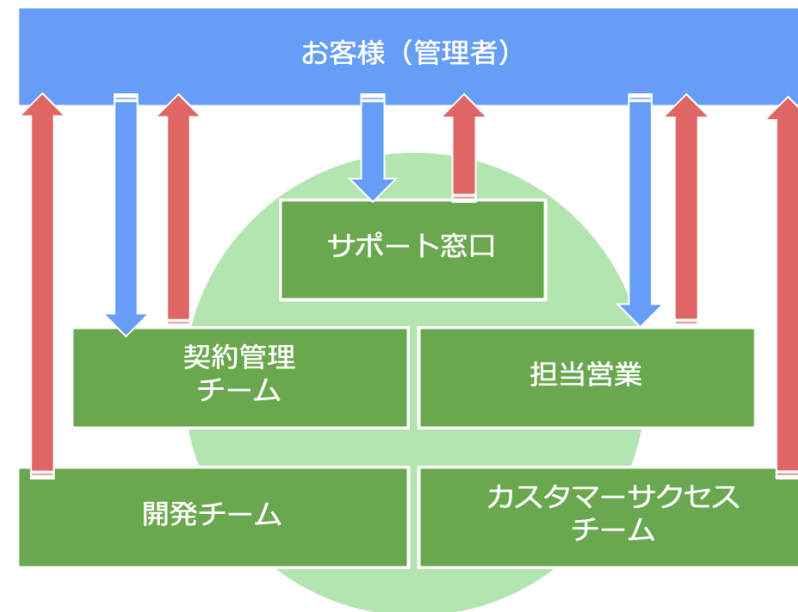 お客様（管理者）
サポート窓口
契約管理
チーム
担当営業
開発チーム
カスタマーサクセス
チーム